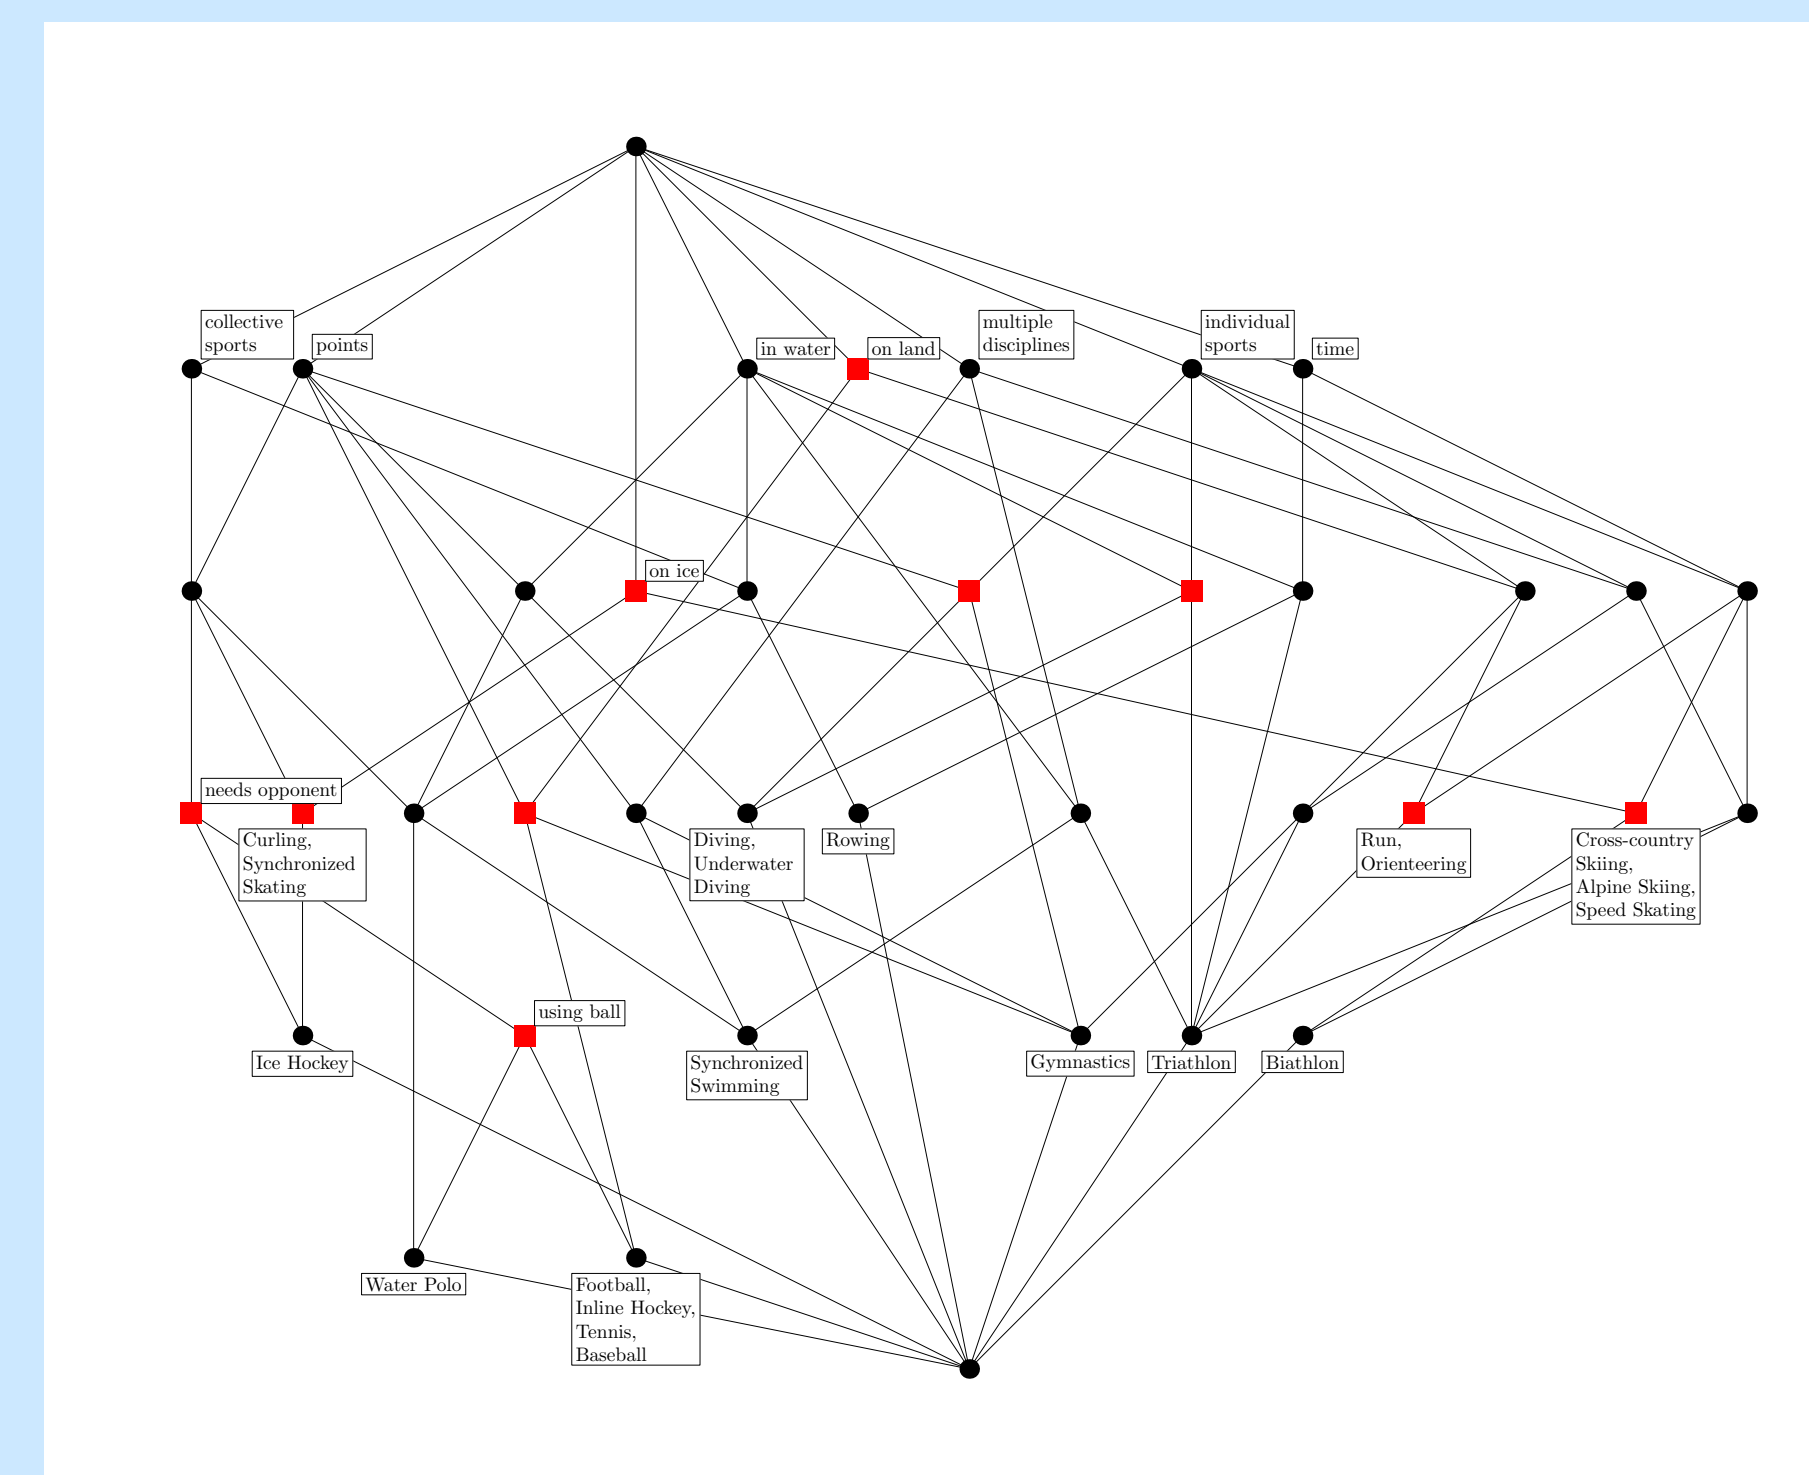 collective
sports
points
in water
on land
multiple
disciplines
individual
sports
time
on ice
needs opponent
Curling,
Synchronized
Skating
Diving,
Underwater
Diving
Rowing
Run,
Orienteering
Cross-country
Skiing,
Alpine Skiing,
Speed Skating
using ball
Ice Hockey
Synchronized
Swimming
Gymnastics
Triathlon
Biathlon
Water Polo
Football,
Inline Hockey,
Tennis,
Baseball